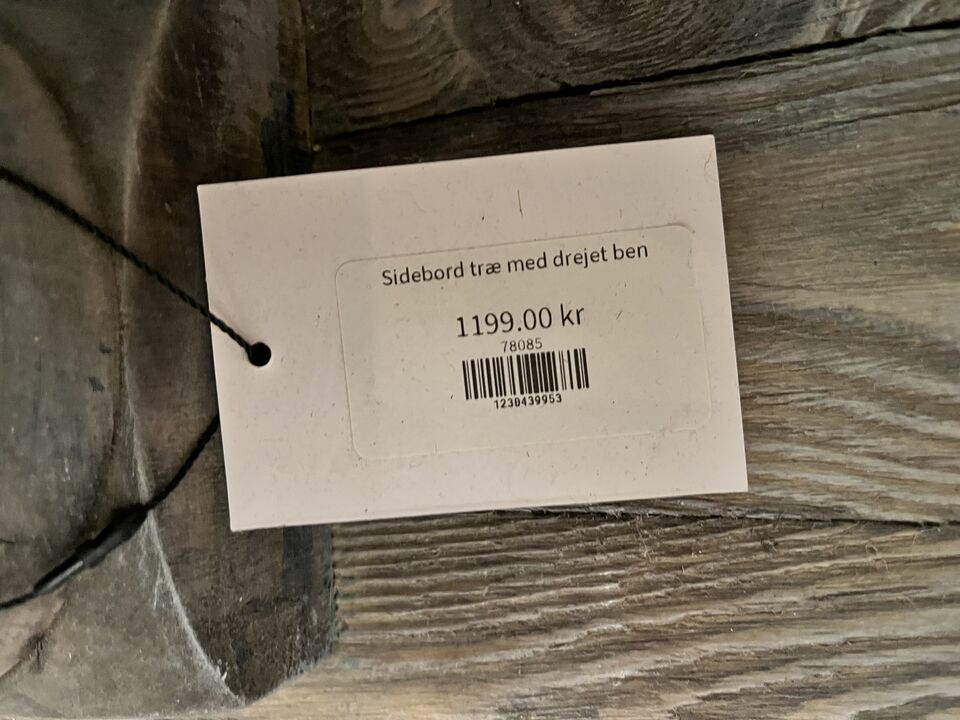 Sidebord træ med drejet ben
1199.00 kr
78085
1230439953